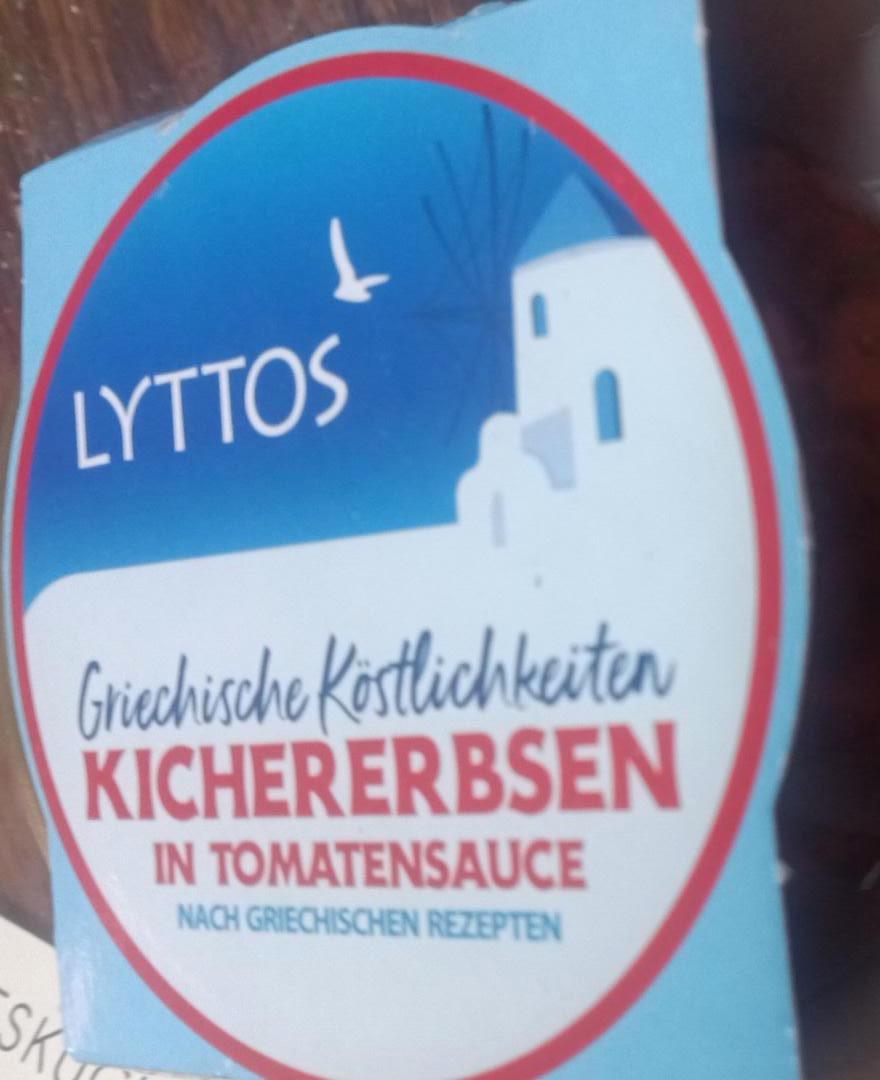 LYTTOS
Griechische Köstlichkeiten
KICHERERBSEN
IN TOMATENSAUCE
NACH GRIECHISCHEN REZEPTEN